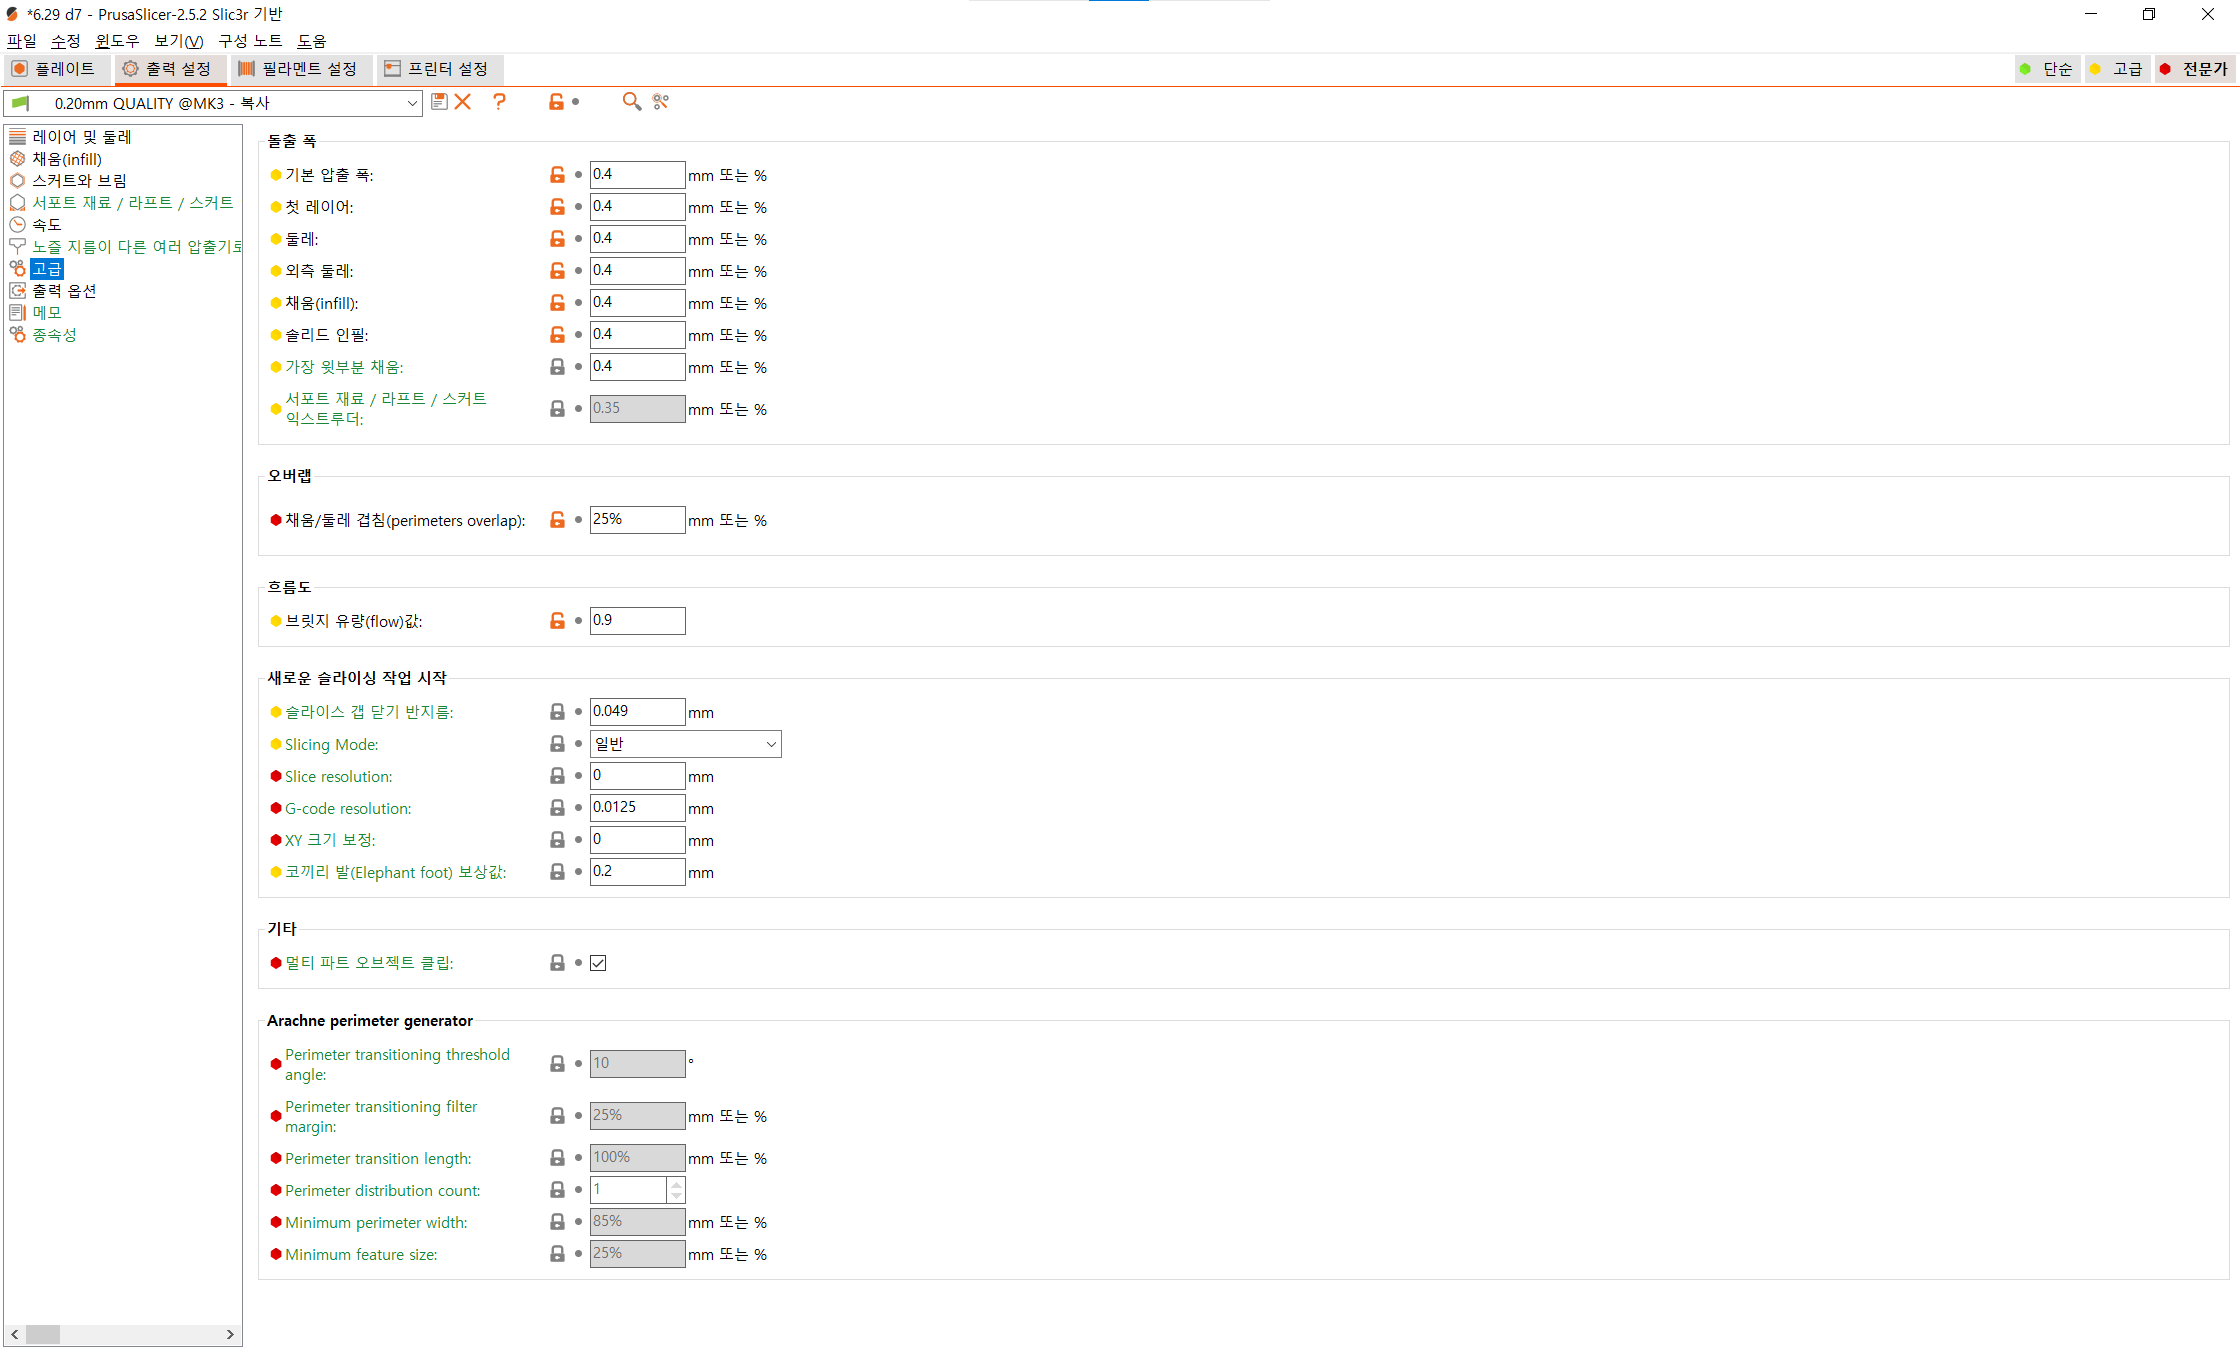 *6.29 d7 - PrusaSlicer-2.5.2 Slic3r 기반
파일 수정 윈도우 보기(V) 구성 노트 도움
플레이트 출력 설정 필라멘트 설정 프린터 설정 단순 고급 전문가
0.20mm QUALITY @MK3 - 복사
레이어 및 둘레
채움(infill)
스커트와 브림
서포트 재료 / 라프트 / 스커트
속도
노즐 지름이 다른 여러 압출기로
고급
출력 옵션
메모
종속성
돌출 폭
기본 압출 폭: 0.4 mm 또는 %
첫 레이어: 0.4 mm 또는 %
둘레: 0.4 mm 또는 %
외측 둘레: 0.4 mm 또는 %
채움(infill): 0.4 mm 또는 %
솔리드 인필: 0.4 mm 또는 %
가장 윗부분 채움: 0.4 mm 또는 %
서포트 재료 / 라프트 / 스커트
익스트루더: 0.35 mm 또는 %
오버랩
채움/둘레 겹침(perimeters overlap): 25% mm 또는 %
흐름도
브릿지 유량(flow)값: 0.9
새로운 슬라이싱 작업 시작
슬라이스 갭 닫기 반지름: 0.049 mm
Slicing Mode: 일반
Slice resolution: 0 mm
G-code resolution: 0.0125 mm
XY 크기 보정: 0 mm
코끼리 발(Elephant foot) 보상값: 0.2 mm
기타
멀티 파트 오브젝트 클립:
Arachne perimeter generator
Perimeter transitioning threshold
angle: 10 °
Perimeter transitioning filter
margin: 25% mm 또는 %
Perimeter transition length: 100% mm 또는 %
Perimeter distribution count: 1
Minimum perimeter width: 85% mm 또는 %
Minimum feature size: 25% mm 또는 %